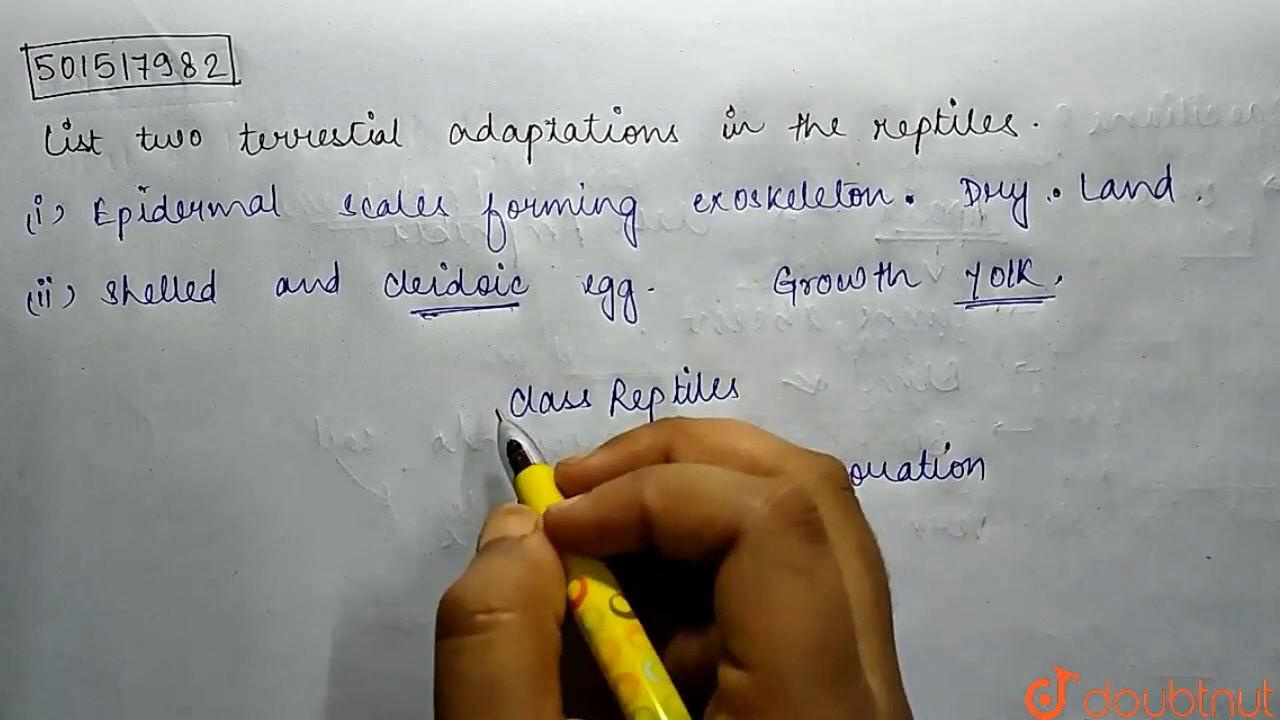 501517982
List two terrestial adaptations in the reptiles.
(i) Epidermal scales forming exoskeleton. Dry. Land.
(ii) Shelled and cleidoic egg. Growth yolk.
class Reptiles
doubtnut